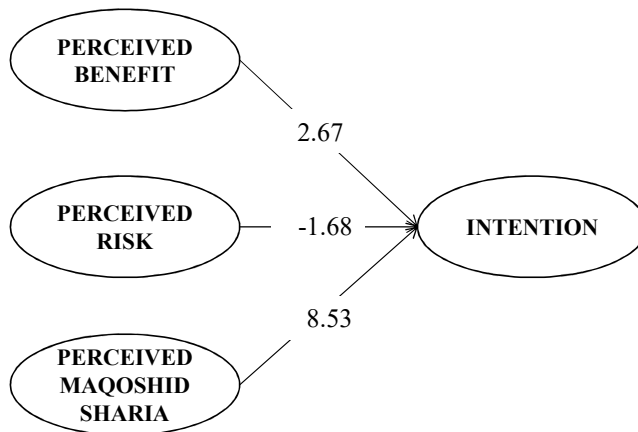 PERCEIVED
BENEFIT
2.67
PERCEIVED
RISK
-1.68
INTENTION
8.53
PERCEIVED
MAQOSHID
SHARIA